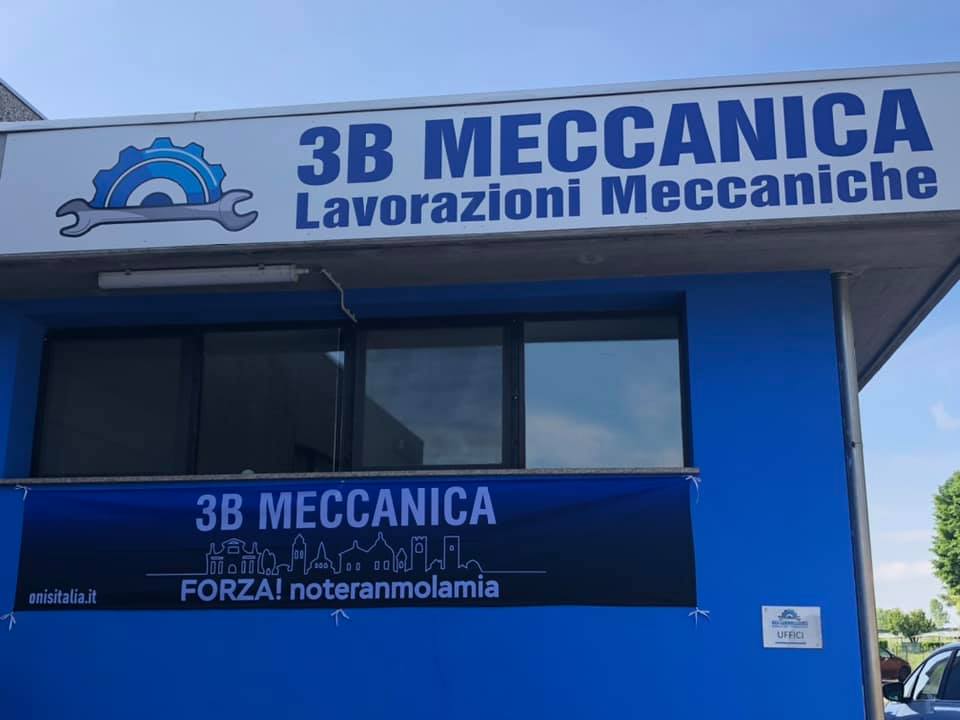 3B MECCANICA
Lavorazioni Meccaniche
3B MECCANICA
FORZA! noteranmolamia
onisitalia.it
UFFICI